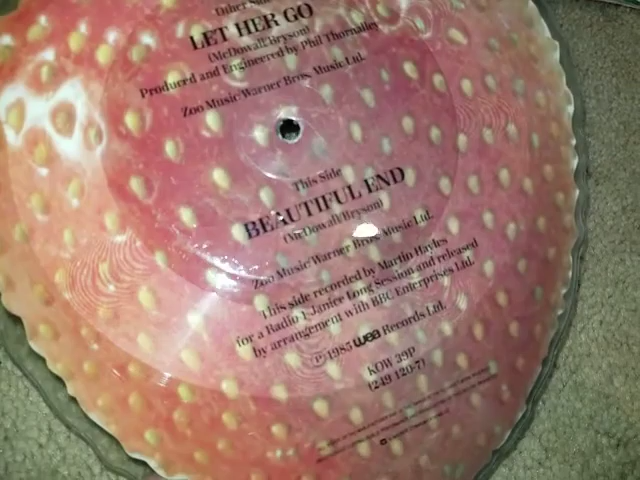 Other Side
LET HER GO
(McDowall/Bryson)
Produced and Engineered by Phil Thornalley
Zoo Music/Warner Bros. Music Ltd.
This Side
BEAUTIFUL END
(McDowall/Bryson)
Zoo Music/Warner Bros. Music Ltd.
This side recorded by Martin Hayles
for a Radio 1 Janice Long Session and released
by arrangement with BBC Enterprises Ltd.
℗ 1985 wea Records Ltd.
KOW 39P
(249 120-7)